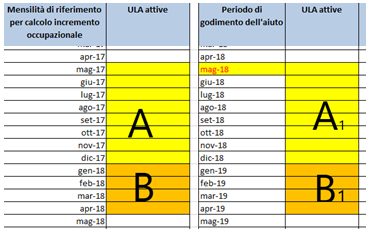 Mensilità di riferimento per calcolo incremento occupazionale ULA attive Periodo di godimento dell'aiuto ULA attive
mar-17 mar-18
apr-17 apr-18
mag-17 mag-18
giu-17 giu-18
lug-17 lug-18
ago-17 ago-18
set-17 set-18
ott-17 ott-18
nov-17 nov-18
dic-17 dic-18
A A1
gen-18 gen-19
feb-18 feb-19
mar-18 mar-19
apr-18 apr-19
B B1
mag-18 mag-19